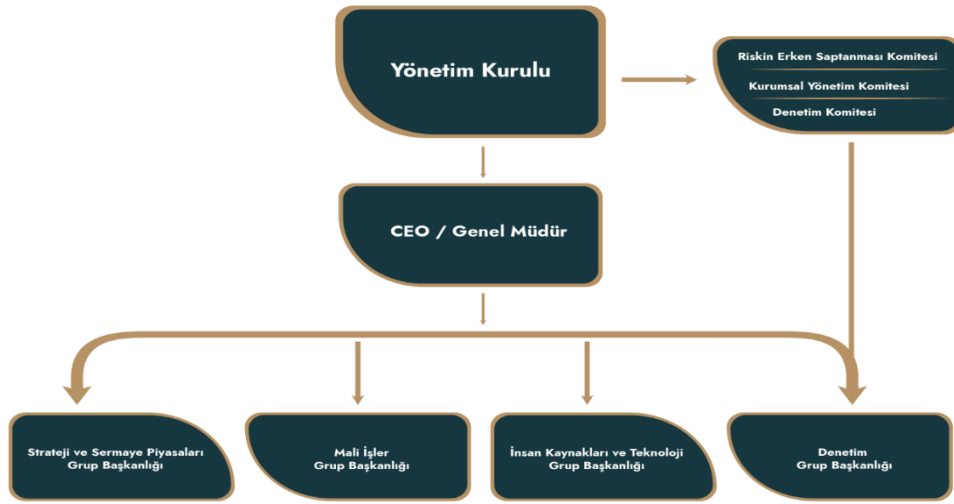 Yönetim Kurulu
Riskin Erken Saptanması Komitesi
Kurumsal Yönetim Komitesi
Denetim Komitesi
CEO / Genel Müdür
Strateji ve Sermaye Piyasaları
Grup Başkanlığı
Mali İşler
Grup Başkanlığı
İnsan Kaynakları ve Teknoloji
Grup Başkanlığı
Denetim
Grup Başkanlığı